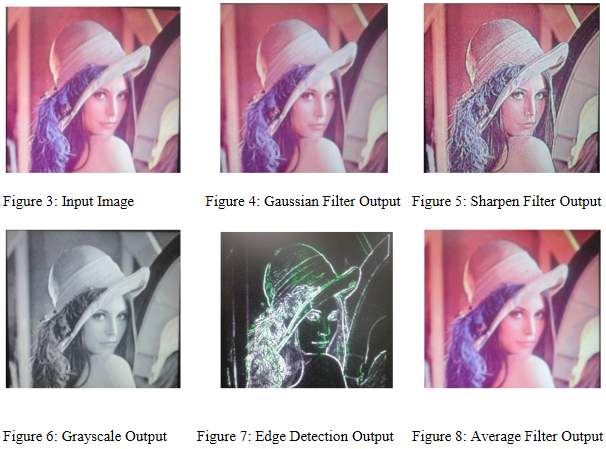 Figure 3: Input Image
Figure 4: Gaussian Filter Output
Figure 5: Sharpen Filter Output
Figure 6: Grayscale Output
Figure 7: Edge Detection Output
Figure 8: Average Filter Output